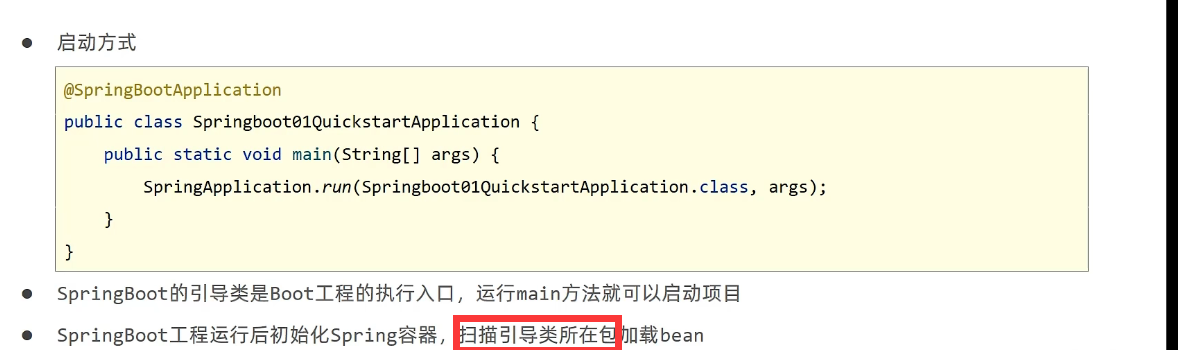 ● 启动方式
@SpringBootApplication
public class Springboot01QuickstartApplication {
    public static void main(String[] args) {
        SpringApplication.run(Springboot01QuickstartApplication.class, args);
    }
}
● SpringBoot的引导类是Boot工程的执行入口，运行main方法就可以启动项目
● SpringBoot工程运行后初始化Spring容器，扫描引导类所在包加载bean